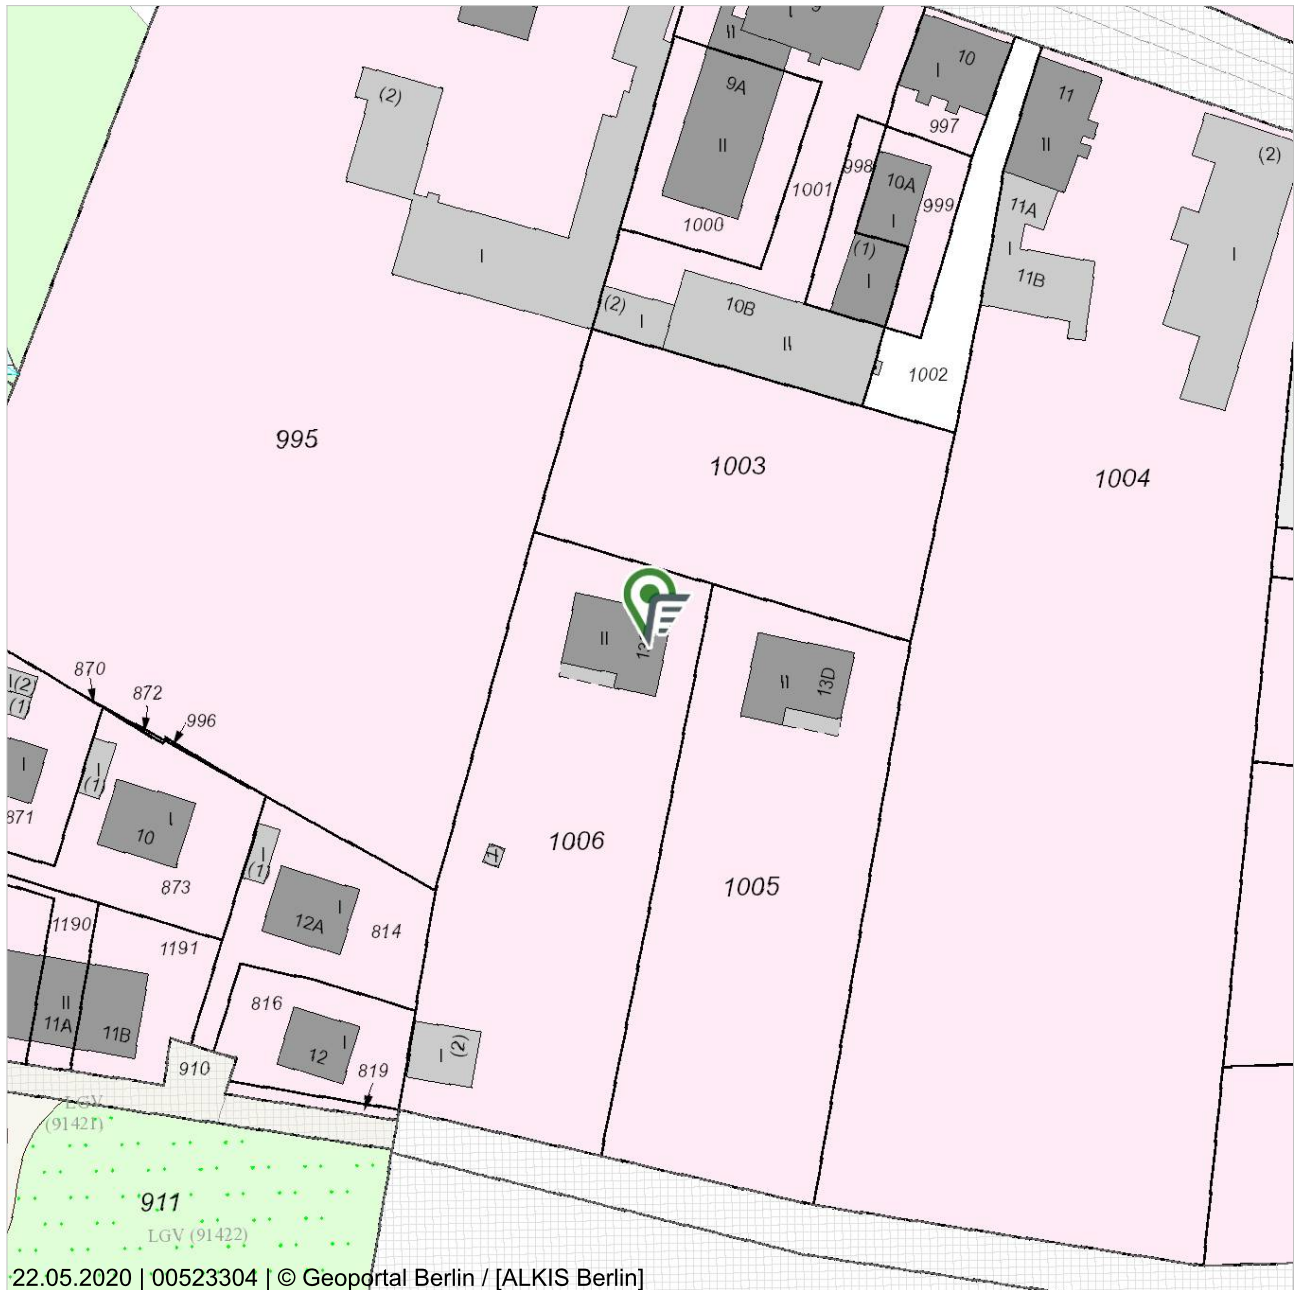 (2)
II
9
9A
II
10
I
11
II
997
998
10A
I
999
1001
1000
(1)
I
11A
I
11B
(2)
I
I
(2)
I
10B
II
1002
995
1003
1004
II
II
13D
870
872
996
I(2
(1)
I
871
I
(1)
I
10
873
I
(1)
I
12A
814
1006
1005
1190
1191
II
11A
11B
816
I
12
819
I
(2)
910
LGV
(91421)
911
LGV (91422)
22.05.2020 | 00523304 | © Geoportal Berlin / [ALKIS Berlin]